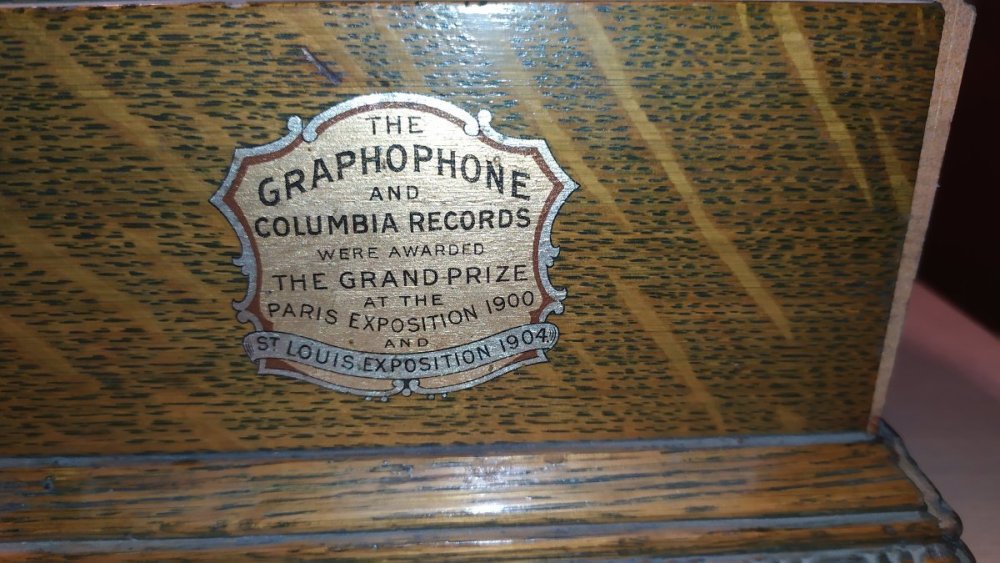 THE
GRAPHOPHONE
AND
COLUMBIA RECORDS
WERE AWARDED
THE GRAND PRIZE
AT THE
PARIS EXPOSITION 1900
AND
ST LOUIS EXPOSITION 1904.